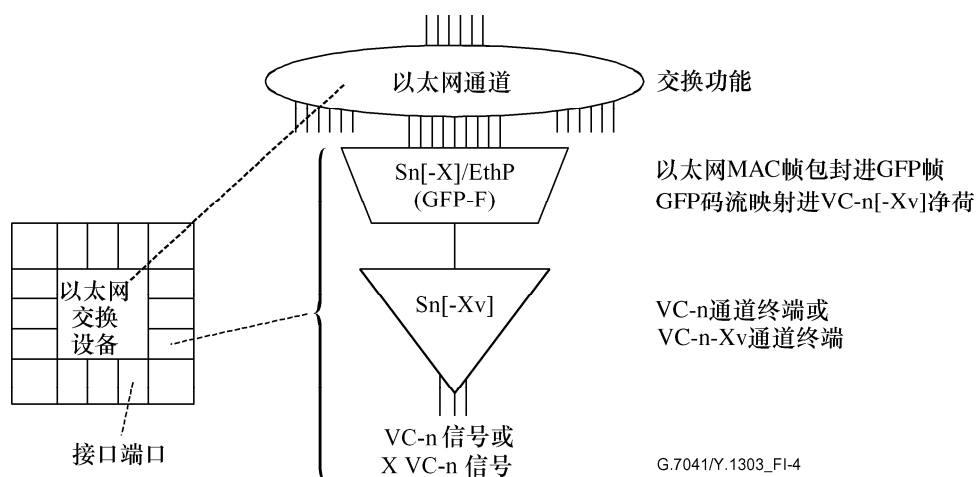 以太网通道
交换功能
Sn[-X]/EthP
(GFP-F)
以太网MAC帧包封进GFP帧
GFP码流映射进VC-n[-Xv]净荷
以太网
交换
设备
Sn[-Xv]
VC-n通道终端或
VC-n-Xv通道终端
接口端口
VC-n 信号或
X VC-n 信号
G.7041/Y.1303_FI-4